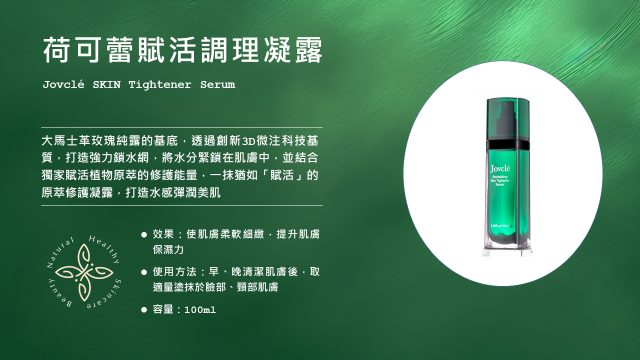 荷可蕾賦活調理凝露
Jovclé SKIN Tightener Serum
大馬士革玫瑰純露的基底，透過創新3D微注科技基
質，打造強力鎖水網，將水分緊鎖在肌膚中，並結合
獨家賦活植物原萃的修護能量，一抹猶如「賦活」的
原萃修護凝露，打造水感彈潤美肌
● 效果：使肌膚柔軟細緻，提升肌膚
保濕力
● 使用方法：早、晚清潔肌膚後，取
適量塗抹於臉部、頸部肌膚
● 容量：100ml
Beauty Natural Healthy Skincare
Jovclé
Skin Tightener
Serum